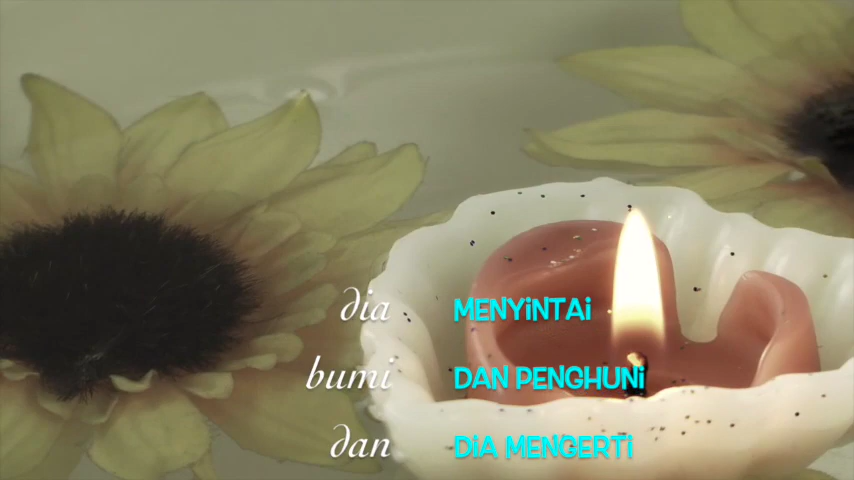 dia MENYiNTAi
bumi DAN PENGHUNi
dan DiA MENGERTi